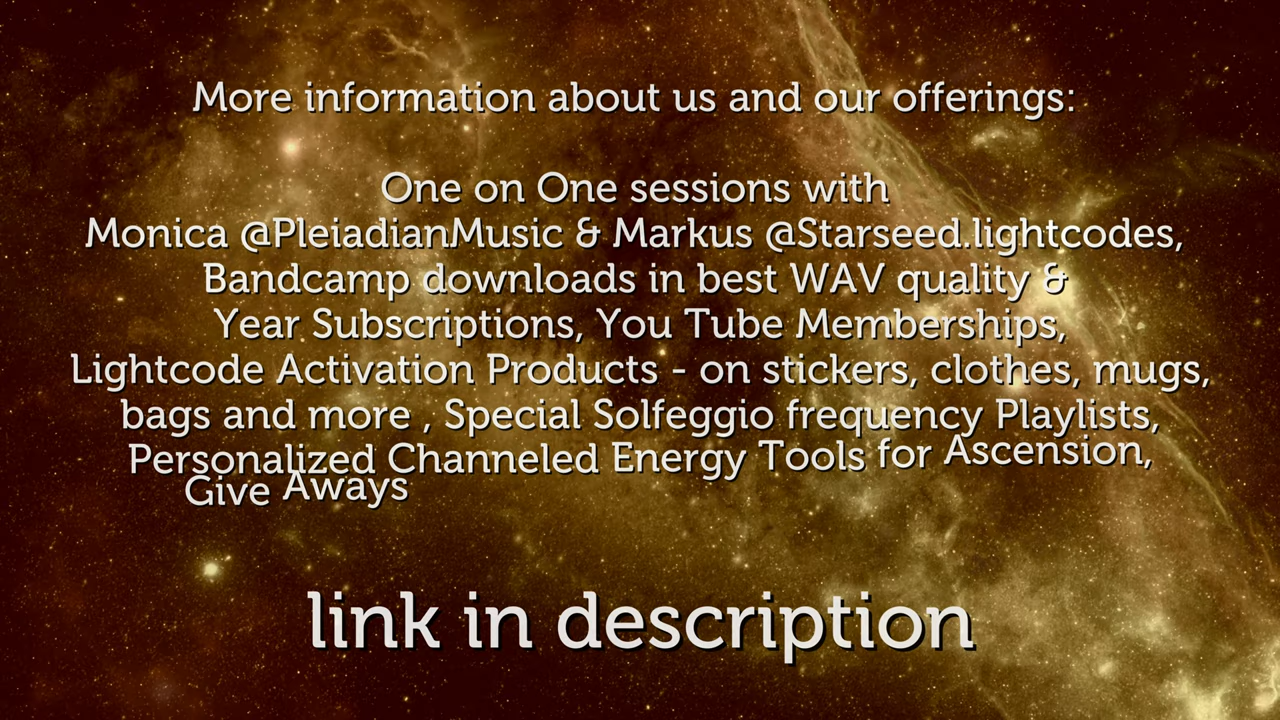 More information about us and our offerings:
One on One sessions with
Monica @PleiadianMusic & Markus @Starseed.lightcodes,
Bandcamp downloads in best WAV quality &
Year Subscriptions, You Tube Memberships,
Lightcode Activation Products - on stickers, clothes, mugs,
bags and more , Special Solfeggio frequency Playlists,
Personalized Channeled Energy Tools for Ascension,
Give Aways
link in description